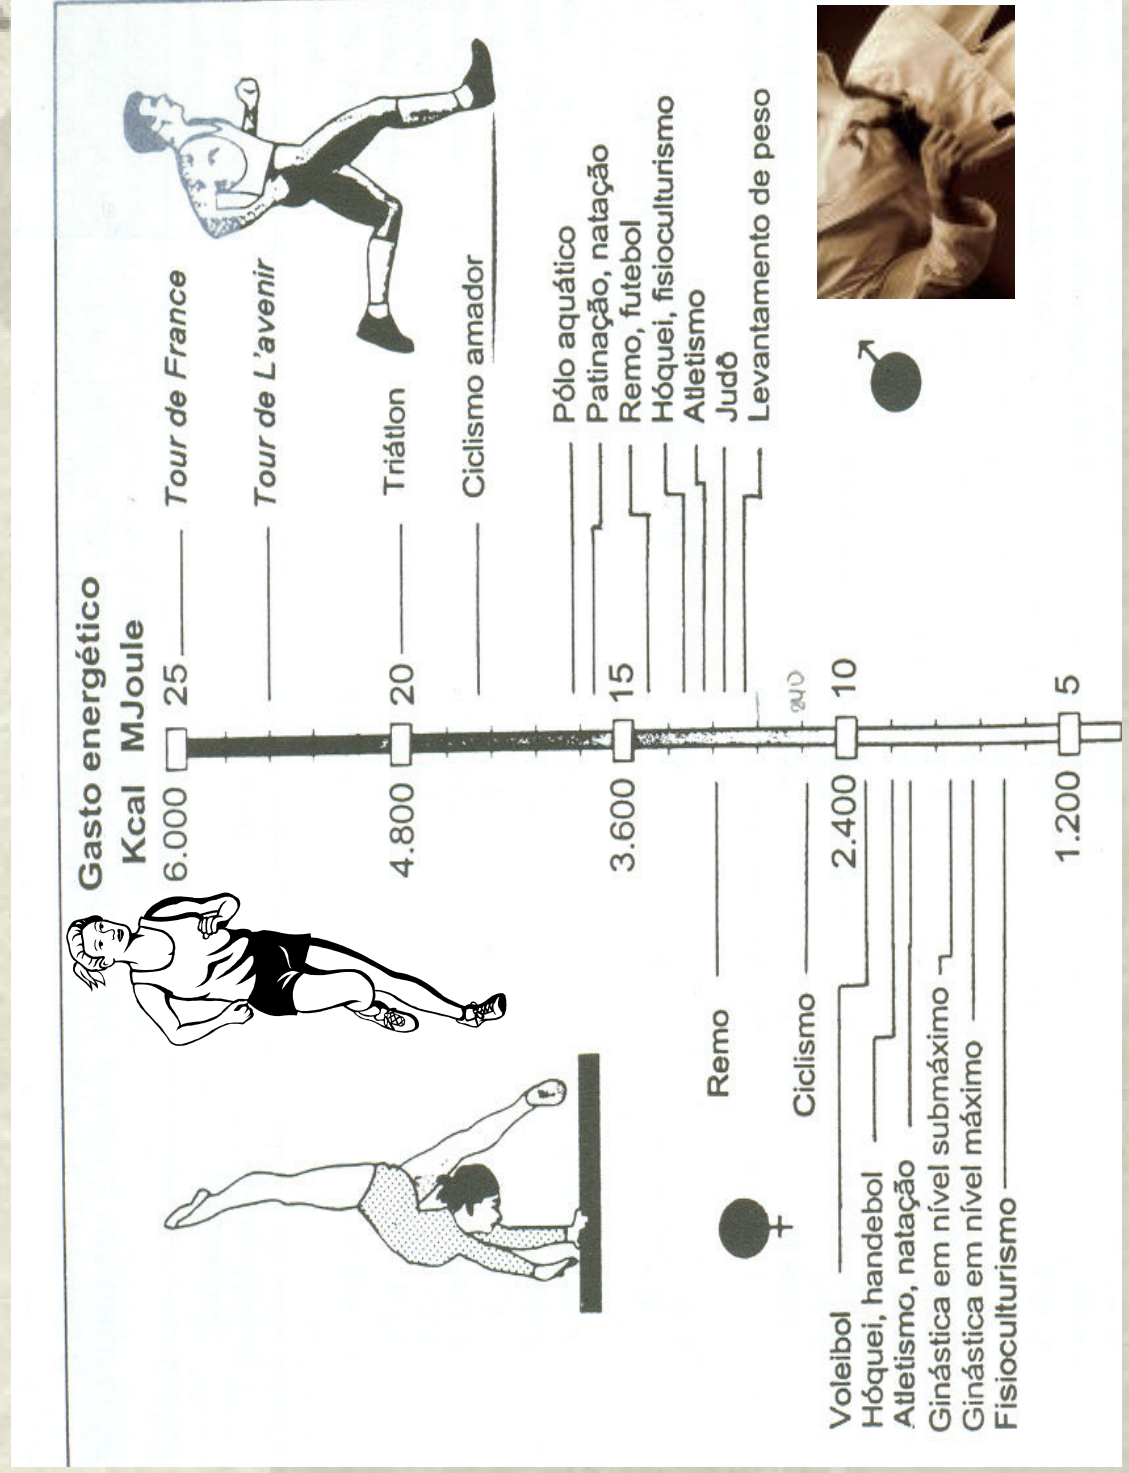 Gasto energético
Kcal MJoule
6.000 25
4.800 20
3.600 15
2.400 10
1.200 5
Tour de France
Tour de L'avenir
Triátlon
Ciclismo amador
Pólo aquático
Patinação, natação
Remo, futebol
Hóquei, fisioculturismo
Atletismo
Judô
Levantamento de peso
840
Remo
Ciclismo
Voleibol
Hóquei, handebol
Atletismo, natação
Ginástica em nível submáximo
Ginástica em nível máximo
Fisioculturismo